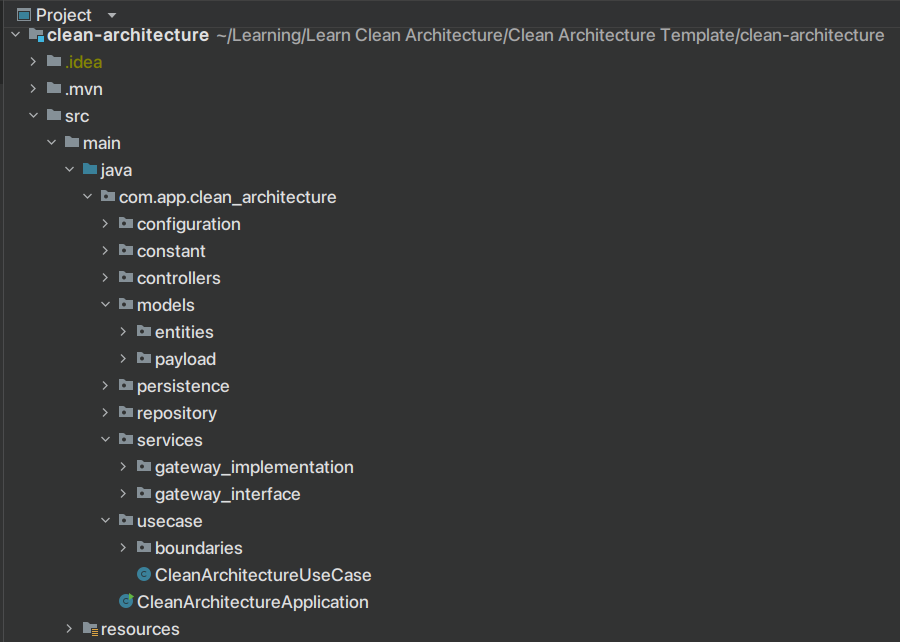 Project
clean-architecture ~/Learning/Learn Clean Architecture/Clean Architecture Template/clean-architecture
.idea
.mvn
src
main
java
com.app.clean_architecture
configuration
constant
controllers
models
entities
payload
persistence
repository
services
gateway_implementation
gateway_interface
usecase
boundaries
CleanArchitectureUseCase
CleanArchitectureApplication
resources